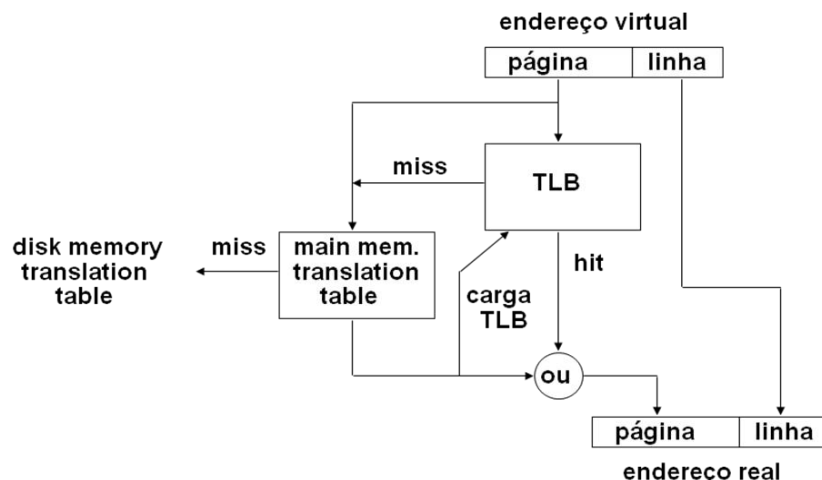 endereço virtual
página
linha
miss
TLB
disk memory
translation
table
miss
main mem.
translation
table
hit
carga
TLB
ou
página
linha
endereco real